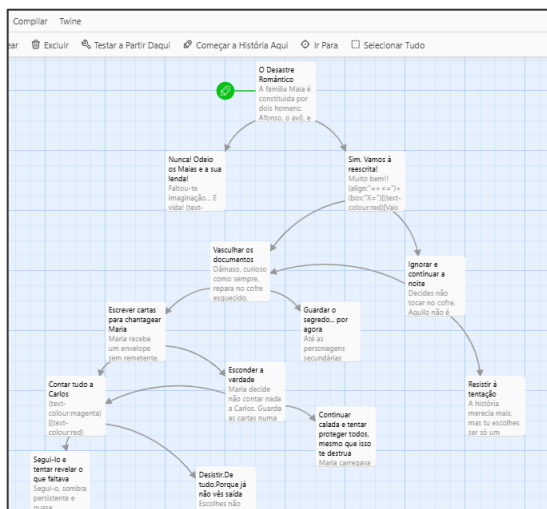 Compilar Twine
ear Excluir Testar a Partir Daqui Começar a História Aqui Ir Para Selecionar Tudo
O Desastre
Romântico
A família Maia é
constituida por
dois homens:
Afonso, o avô, e
Nunca! Odeio
os Maias e a sua
lenda!
Faltou-te
imaginação... E
vida! (text-
Sim. Vamos à
reescrita!
Muito bem!!
(align:"=><=")+
(box:"X=")[(text-
colour:red)[Vais
Vasculhar os
documentos
Dâmaso, curioso
como sempre,
repara no cofre
esquecido.
Ignorar e
continuar a
noite
Decides não
tocar no cofre.
Aquilo não é
Escrever cartas
para chantagear
Maria
Maria recebe
um envelope
sem remetente.
Guardar o
segredo... por
agora
Até as
personagens
secundárias
Contar tudo a
Carlos
(text-
colour:magenta)
[(text-
colour:red)
Esconder a
verdade
Maria decide
não contar nada
a Carlos. Guarda
as cartas numa
Continuar
calada e tentar
proteger todos,
mesmo que isso
te destrua
Maria carregava
Resistir à
tentação
A história
merecia mais,
mas tu escolhes
ser só um
Segui-lo e
tentar revelar o
que faltava
Segui-o, sombra
persistente e
quase
Desistir.De
tudo.Porque já
não vês saída
Escolhes não